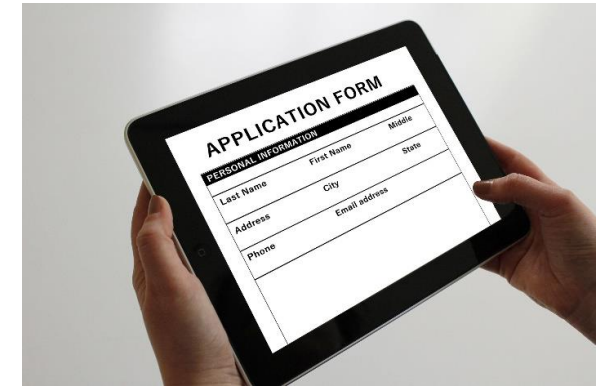 APPLICATION FORM
PERSONAL INFORMATION
Last Name First Name Middle
Address City State
Phone Email address